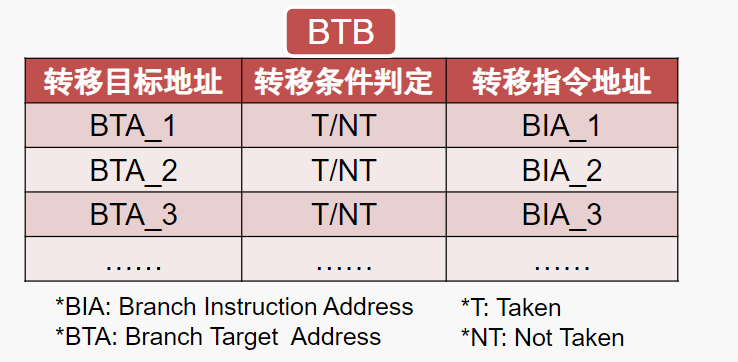 BTB
转移目标地址 转移条件判定 转移指令地址
BTA_1 T/NT BIA_1
BTA_2 T/NT BIA_2
BTA_3 T/NT BIA_3
…… …… ……
*BIA: Branch Instruction Address *T: Taken
*BTA: Branch Target  Address *NT: Not Taken